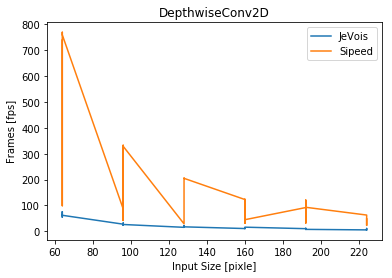 DepthwiseConv2D
JeVois
Sipeed
800
700
600
500
400
300
200
100
0
Frames [fps]
60 80 100 120 140 160 180 200 220
Input Size [pixle]